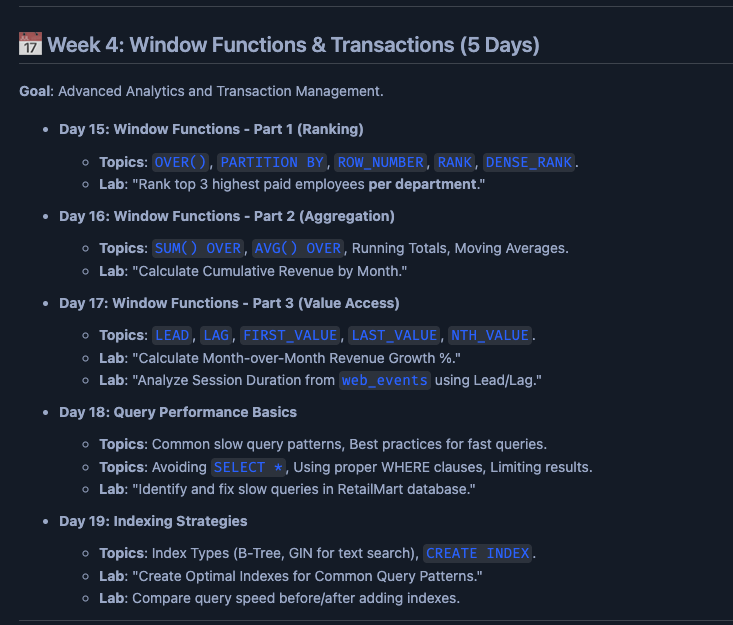 17 Week 4: Window Functions & Transactions (5 Days)
Goal: Advanced Analytics and Transaction Management.
• Day 15: Window Functions - Part 1 (Ranking)
○ Topics: OVER(), PARTITION BY, ROW_NUMBER, RANK, DENSE_RANK.
○ Lab: "Rank top 3 highest paid employees per department."
• Day 16: Window Functions - Part 2 (Aggregation)
○ Topics: SUM() OVER, AVG() OVER, Running Totals, Moving Averages.
○ Lab: "Calculate Cumulative Revenue by Month."
• Day 17: Window Functions - Part 3 (Value Access)
○ Topics: LEAD, LAG, FIRST_VALUE, LAST_VALUE, NTH_VALUE.
○ Lab: "Calculate Month-over-Month Revenue Growth %."
○ Lab: "Analyze Session Duration from web_events using Lead/Lag."
• Day 18: Query Performance Basics
○ Topics: Common slow query patterns, Best practices for fast queries.
○ Topics: Avoiding SELECT *, Using proper WHERE clauses, Limiting results.
○ Lab: "Identify and fix slow queries in RetailMart database."
• Day 19: Indexing Strategies
○ Topics: Index Types (B-Tree, GIN for text search), CREATE INDEX.
○ Lab: "Create Optimal Indexes for Common Query Patterns."
○ Lab: Compare query speed before/after adding indexes.